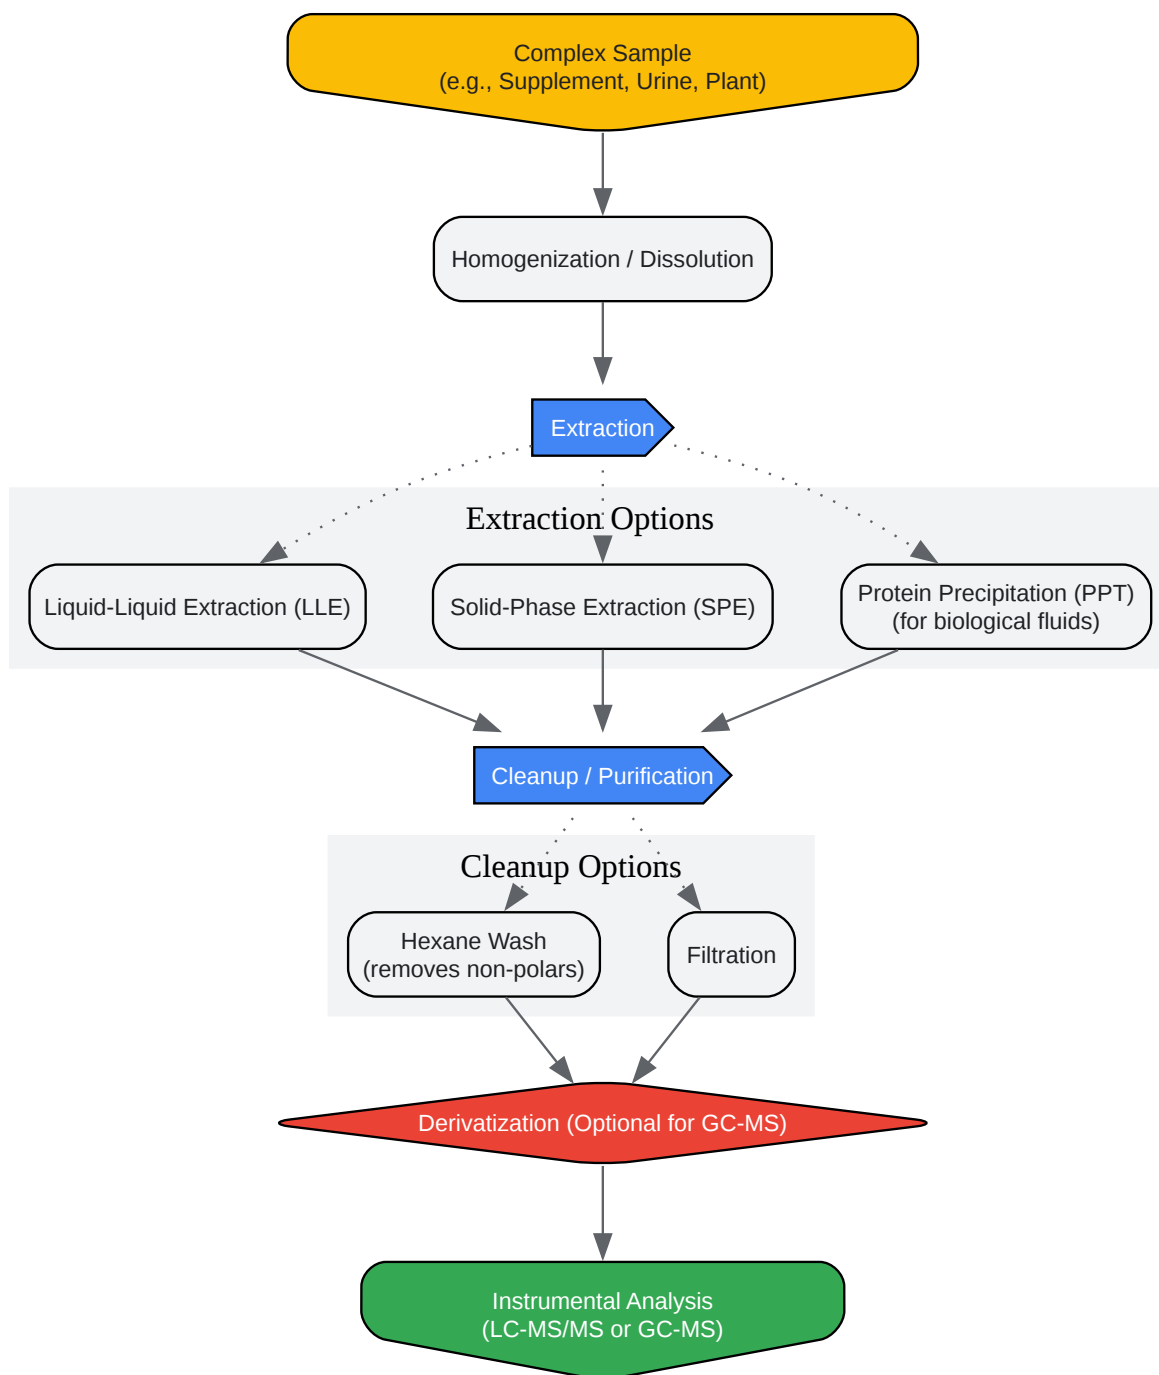 Complex Sample
(e.g., Supplement, Urine, Plant)
Homogenization / Dissolution
Extraction
Extraction Options
Liquid-Liquid Extraction (LLE)
Solid-Phase Extraction (SPE)
Protein Precipitation (PPT)
(for biological fluids)
Cleanup / Purification
Cleanup Options
Hexane Wash
(removes non-polars)
Filtration
Derivatization (Optional for GC-MS)
Instrumental Analysis
(LC-MS/MS or GC-MS)